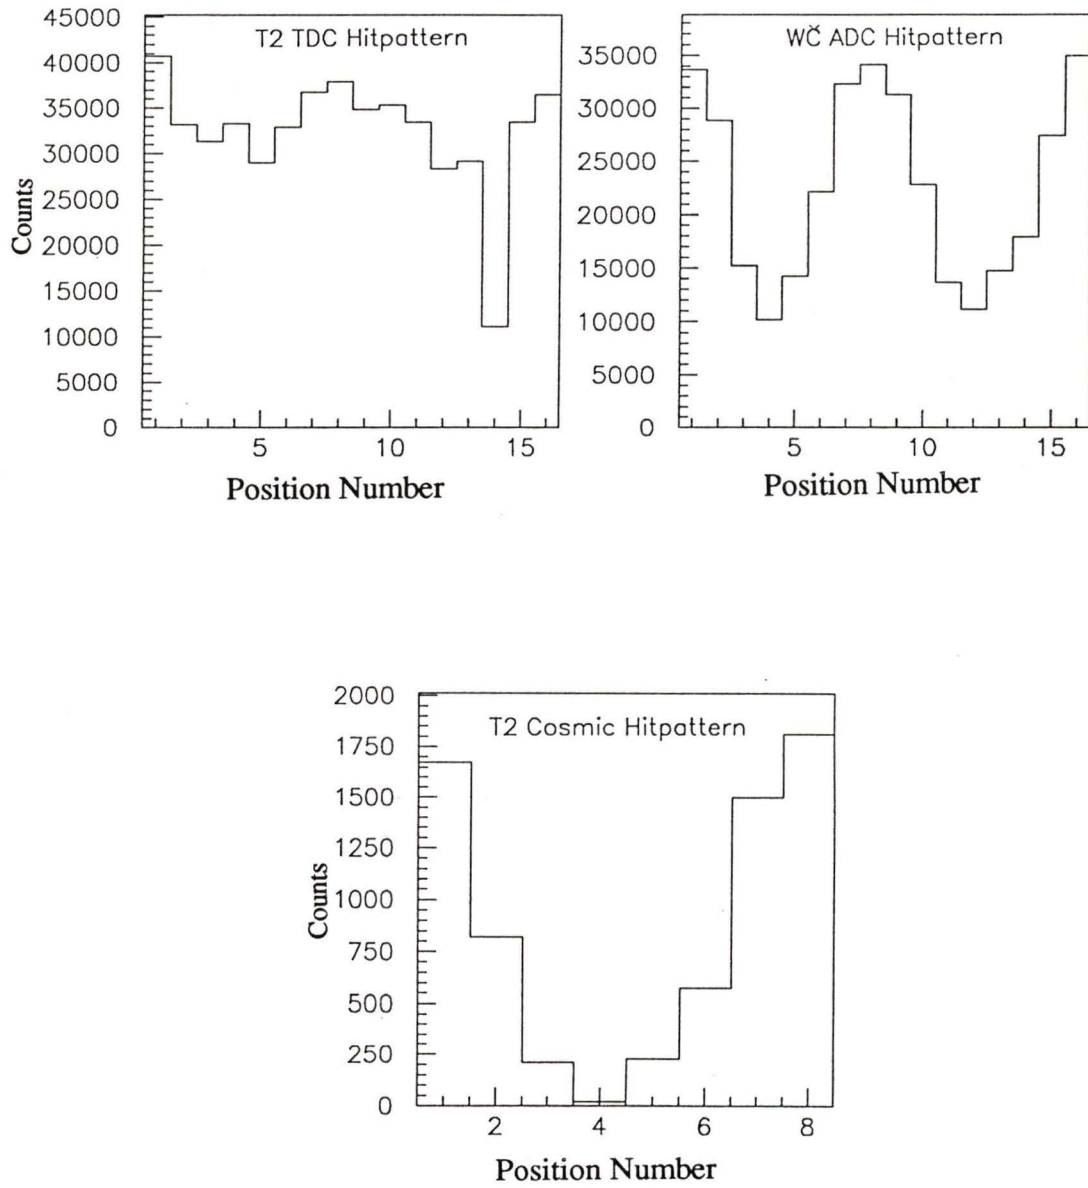 T2 TDC Hitpattern
45000
40000
35000
30000
25000
20000
15000
10000
5000
0
Counts
5 10 15
Position Number
WČ ADC Hitpattern
35000
30000
25000
20000
15000
10000
5000
0
5 10 15
Position Number
T2 Cosmic Hitpattern
2000
1750
1500
1250
1000
750
500
250
0
Counts
2 4 6 8
Position Number